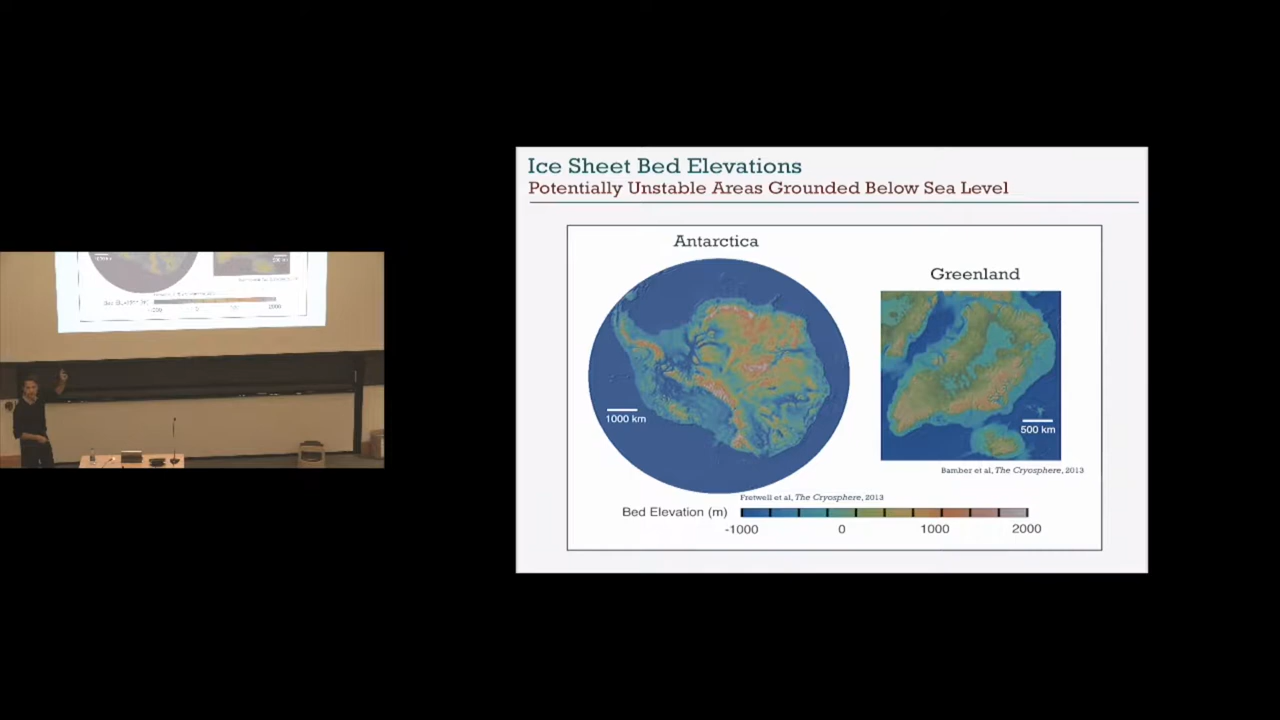 Ice Sheet Bed Elevations
Potentially Unstable Areas Grounded Below Sea Level
Antarctica
Greenland
1000 km
500 km
Bamber et al, The Cryosphere, 2013
Fretwell et al, The Cryosphere, 2013
Bed Elevation (m)
-1000 0 1000 2000